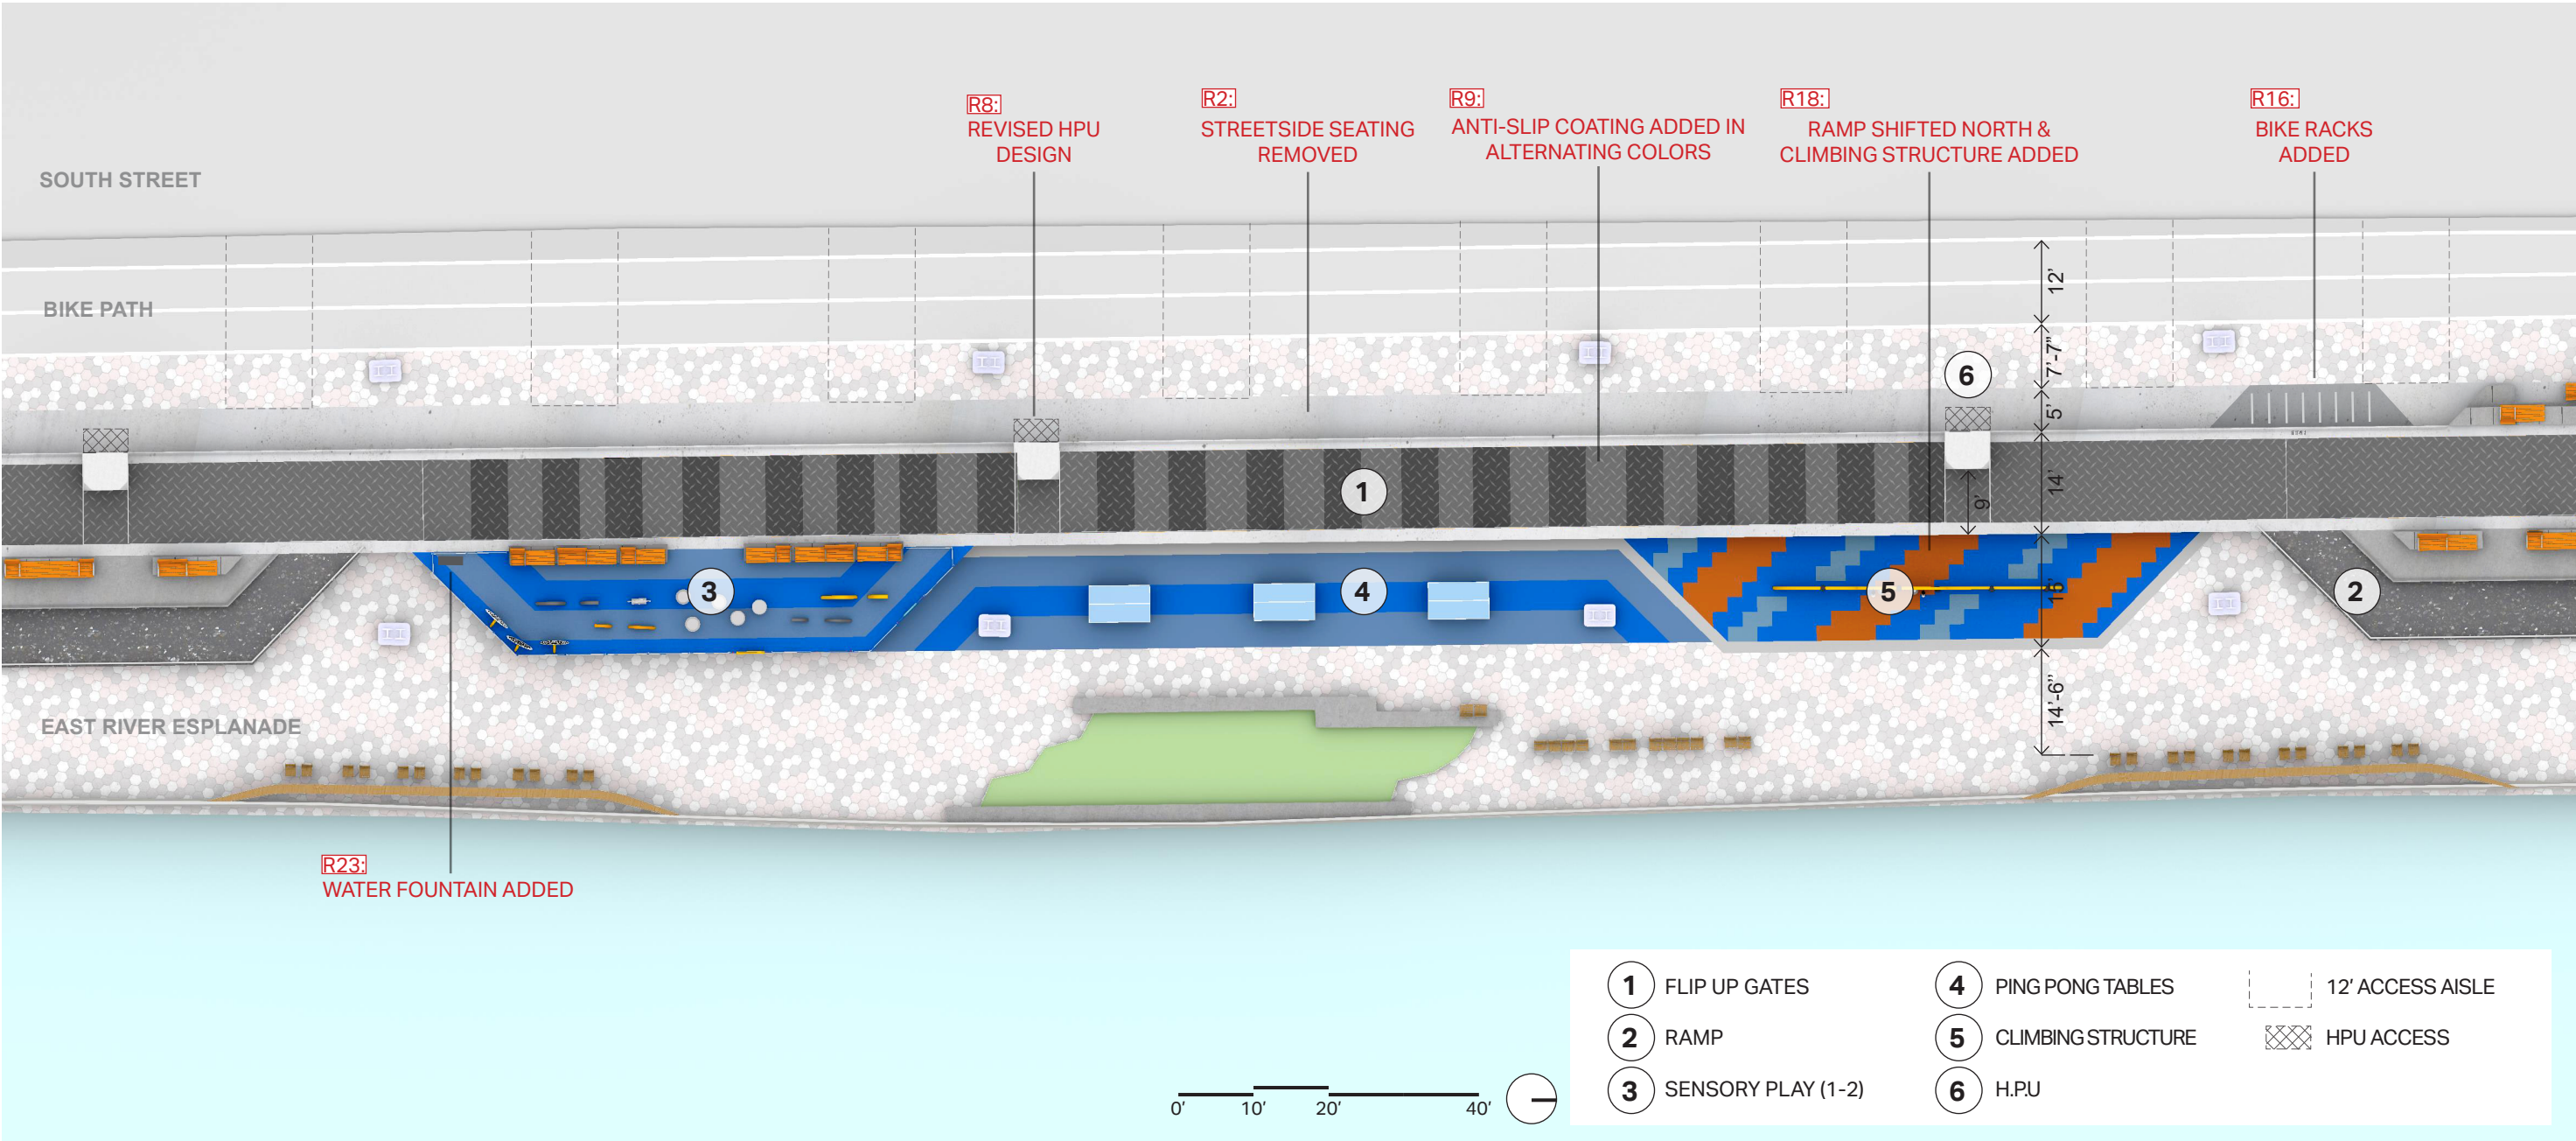 R8:
REVISED HPU
DESIGN
R2:
STREETSIDE SEATING
REMOVED
R9:
ANTI-SLIP COATING ADDED IN
ALTERNATING COLORS
R18:
RAMP SHIFTED NORTH &
CLIMBING STRUCTURE ADDED
R16:
BIKE RACKS
ADDED
SOUTH STREET
BIKE PATH
12'
7'-7"
6
5'
14'
9'
1
3
4
5
2
EAST RIVER ESPLANADE
14'-6"
R23:
WATER FOUNTAIN ADDED
1 FLIP UP GATES
2 RAMP
3 SENSORY PLAY (1-2)
4 PING PONG TABLES
5 CLIMBING STRUCTURE
6 H.P.U
12' ACCESS AISLE
HPU ACCESS
0' 10' 20' 40'